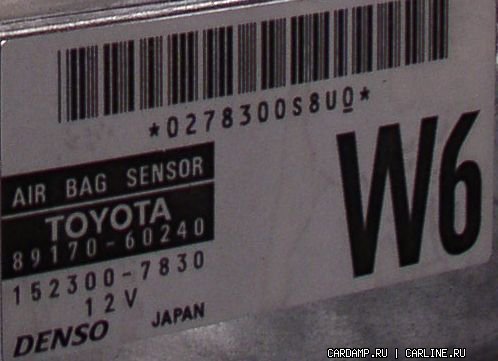 *0278300S8U0*
AIR BAG SENSOR
TOYOTA
89170-60240
152300-7830
12V
DENSO JAPAN
W6
CARDAMP.RU | CARLINE.RU